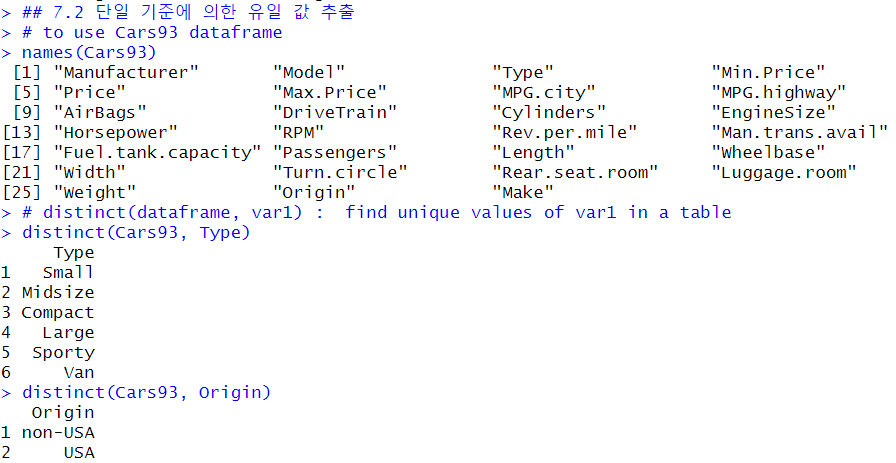 > ## 7.2 단일 기준에 의한 유일 값 추출
> # to use Cars93 dataframe
> names(Cars93)
 [1] "Manufacturer"       "Model"              "Type"               "Min.Price"
 [5] "Price"              "Max.Price"          "MPG.city"           "MPG.highway"
 [9] "AirBags"            "DriveTrain"         "Cylinders"          "EngineSize"
[13] "Horsepower"         "RPM"                "Rev.per.mile"       "Man.trans.avail"
[17] "Fuel.tank.capacity" "Passengers"         "Length"             "Wheelbase"
[21] "Width"              "Turn.circle"        "Rear.seat.room"     "Luggage.room"
[25] "Weight"             "Origin"             "Make"
> # distinct(dataframe, var1) :  find unique values of var1 in a table
> distinct(Cars93, Type)
     Type
1   Small
2 Midsize
3 Compact
4   Large
5  Sporty
6     Van
> distinct(Cars93, Origin)
   Origin
1 non-USA
2     USA